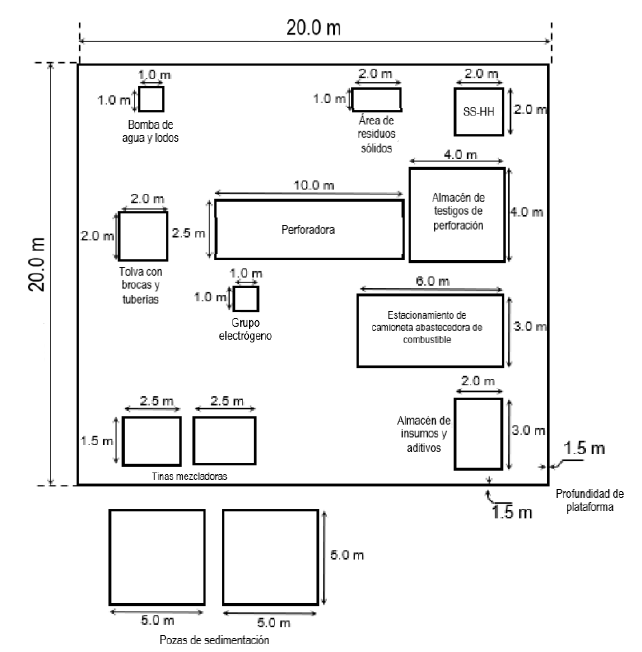 20.0 m
1.0 m
1.0 m
Bomba de
agua y lodos
2.0 m
1.0 m
Área de
residuos
sólidos
2.0 m
SS-HH
2.0 m
20.0 m
4.0 m
Almacén de
testigos de
perforación
4.0 m
10.0 m
2.5 m
Perforadora
2.0 m
2.0 m
Tolva con
brocas y
tuberías
1.0 m
1.0 m
Grupo
electrógeno
6.0 m
Estacionamiento de
camioneta abastecedora de
combustible
3.0 m
2.5 m
2.5 m
1.5 m
Tinas mezcladoras
2.0 m
Almacén de
insumos y
aditivos
3.0 m
1.5 m
Profundidad de
plataforma
1.5 m
5.0 m
5.0 m
5.0 m
Pozas de sedimentación